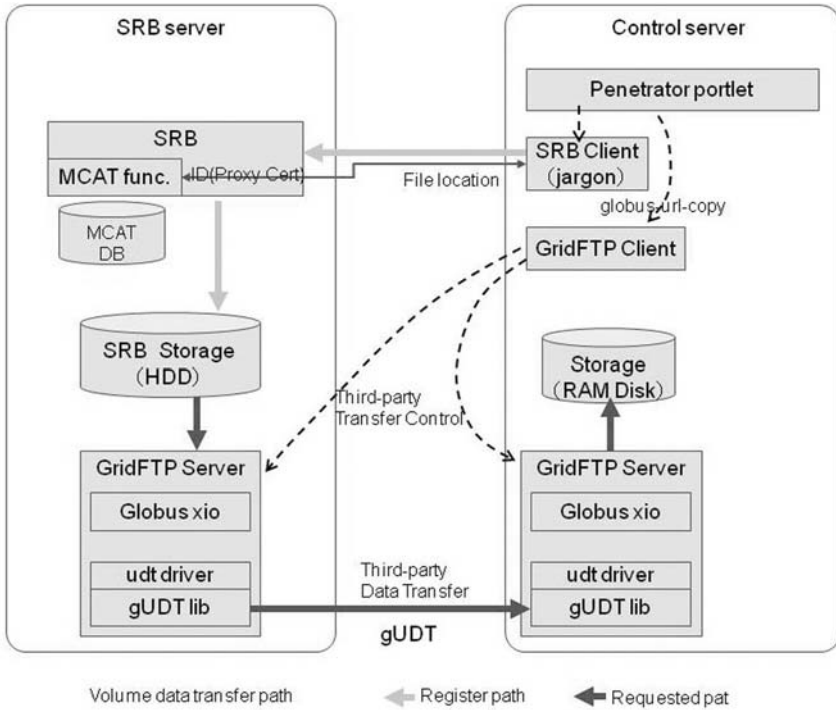 SRB server
Control server
Penetrator portlet
SRB
MCAT func.
ID(Proxy Cert)
File location
SRB Client
(jargon)
globus-url-copy
MCAT
DB
GridFTP Client
SRB Storage
(HDD)
Storage
(RAM Disk)
Third-party
Transfer Control
GridFTP Server
Globus xio
udt driver
gUDT lib
Third-party
Data Transfer
gUDT
GridFTP Server
Globus xio
udt driver
gUDT lib
Volume data transfer path
Register path
Requested pat